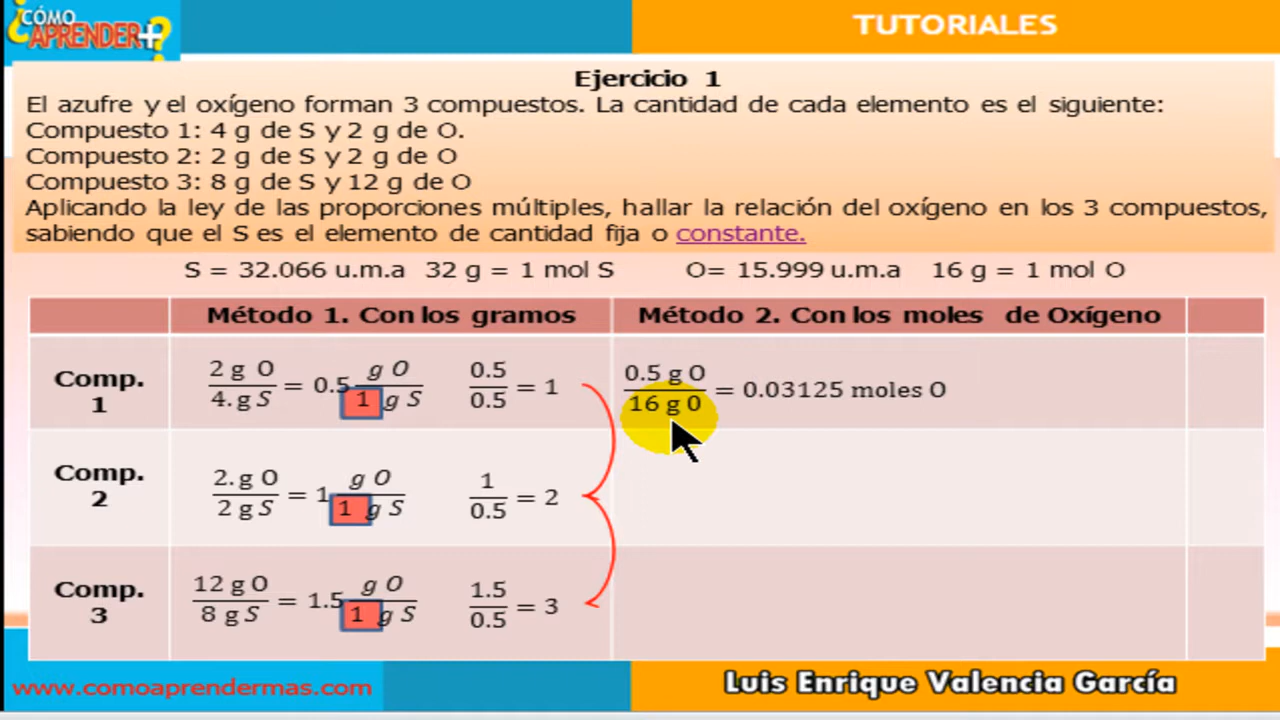 ¿CÓMO
APRENDER+?
TUTORIALES
Ejercicio 1
El azufre y el oxígeno forman 3 compuestos. La cantidad de cada elemento es el siguiente:
Compuesto 1: 4 g de S y 2 g de O.
Compuesto 2: 2 g de S y 2 g de O
Compuesto 3: 8 g de S y 12 g de O
Aplicando la ley de las proporciones múltiples, hallar la relación del oxígeno en los 3 compuestos,
sabiendo que el S es el elemento de cantidad fija o constante.
S = 32.066 u.m.a 32 g = 1 mol S O= 15.999 u.m.a 16 g = 1 mol O
Método 1. Con los gramos Método 2. Con los moles de Oxígeno
Comp. 1
2 g O / 4.g S = 0.5 g O / 1 g S 0.5 / 0.5 = 1 0.5 g O / 16 g O = 0.03125 moles O
Comp. 2
2.g O / 2 g S = 1 g O / 1 g S 1 / 0.5 = 2
Comp. 3
12 g O / 8 g S = 1.5 g O / 1 g S 1.5 / 0.5 = 3
www.comoaprendermas.com
Luis Enrique Valencia García